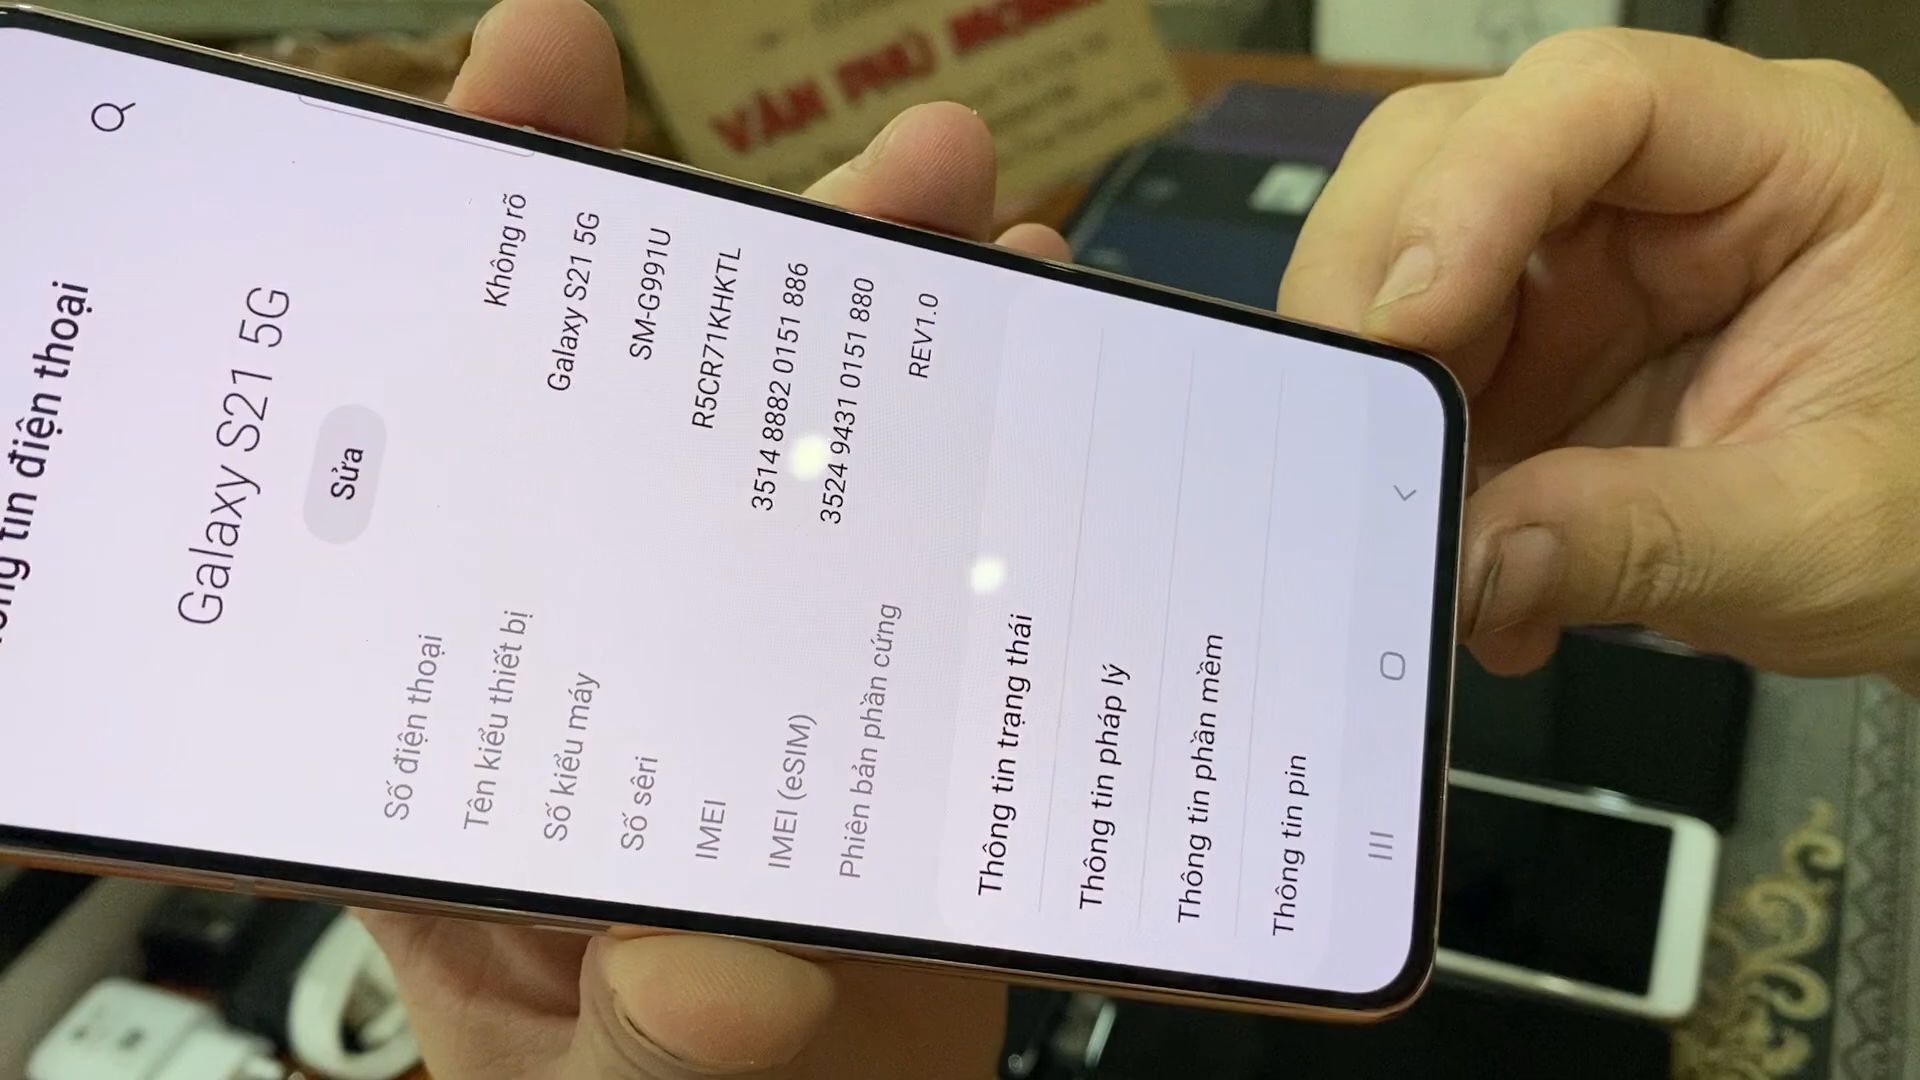 tin điện thoại
Galaxy S21 5G
Sửa
Số điện thoại Không rõ
Tên kiểu thiết bị Galaxy S21 5G
Số kiểu máy SM-G991U
Số sêri R5CR71KHKTL
IMEI 3514 8882 0151 886
IMEI (eSIM) 3524 9431 0151 880
Phiên bản phần cứng REV1.0
Thông tin trạng thái
Thông tin pháp lý
Thông tin phần mềm
Thông tin pin
VĂN PHÚ